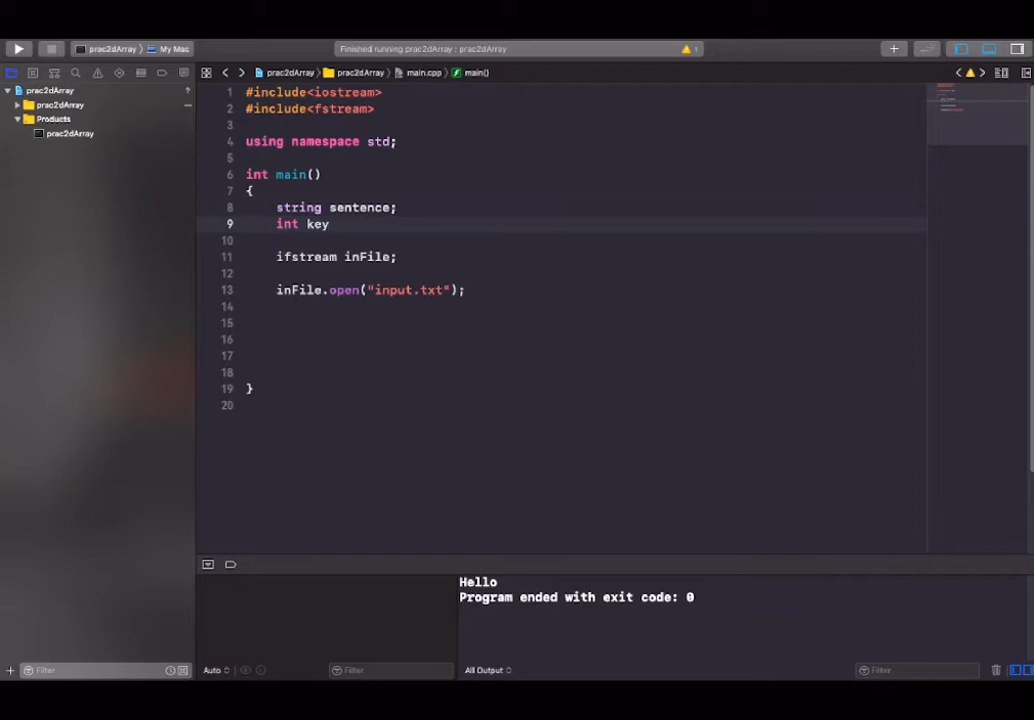 prac2dArray My Mac
Finished running prac2dArray : prac2dArray
1
prac2dArray prac2dArray main.cpp main()
prac2dArray
prac2dArray
Products
prac2dArray
1 #include<iostream>
2 #include<fstream>
3
4 using namespace std;
5
6 int main()
7 {
8 string sentence;
9 int key
10
11 ifstream inFile;
12
13 inFile.open("input.txt");
14
15
16
17
18
19 }
20
Hello
Program ended with exit code: 0
Filter
Auto
Filter
All Output
Filter